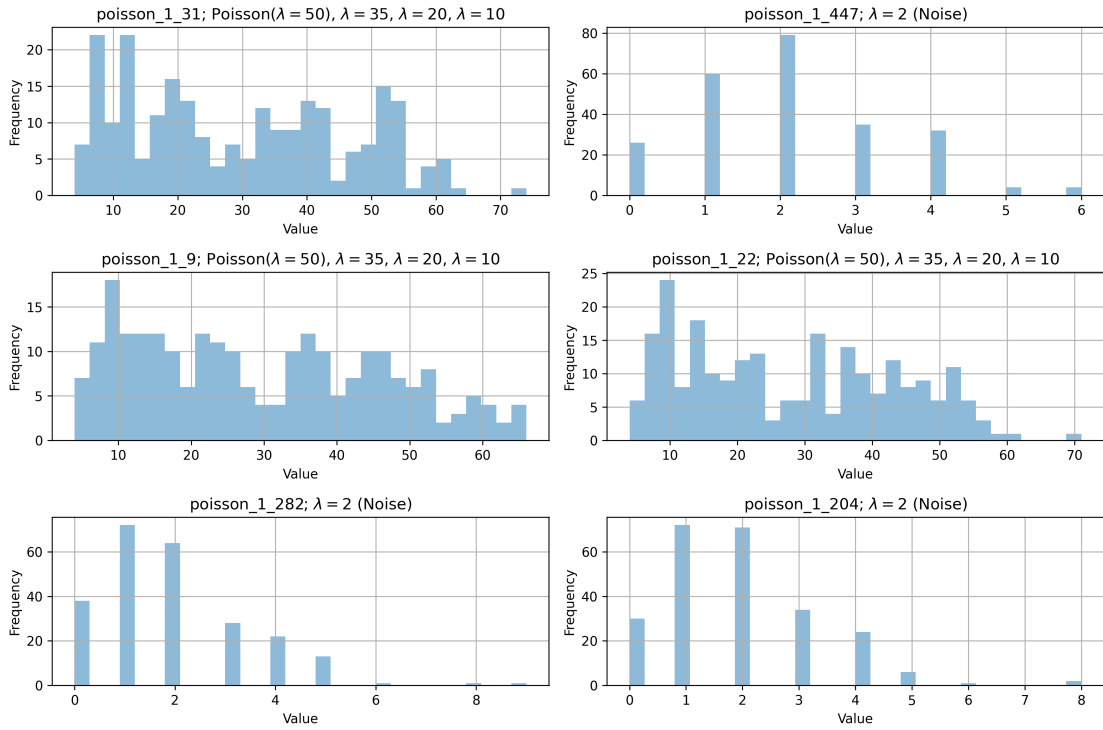 poisson_1_31; Poisson(λ = 50), λ = 35, λ = 20, λ = 10
Frequency
20
15
10
5
0
10 20 30 40 50 60 70
Value
poisson_1_447; λ = 2 (Noise)
Frequency
80
60
40
20
0
0 1 2 3 4 5 6
Value
poisson_1_9; Poisson(λ = 50), λ = 35, λ = 20, λ = 10
Frequency
15
10
5
0
10 20 30 40 50 60
Value
poisson_1_22; Poisson(λ = 50), λ = 35, λ = 20, λ = 10
Frequency
25
20
15
10
5
0
10 20 30 40 50 60 70
Value
poisson_1_282; λ = 2 (Noise)
Frequency
60
40
20
0
0 2 4 6 8
Value
poisson_1_204; λ = 2 (Noise)
Frequency
60
40
20
0
0 1 2 3 4 5 6 7 8
Value